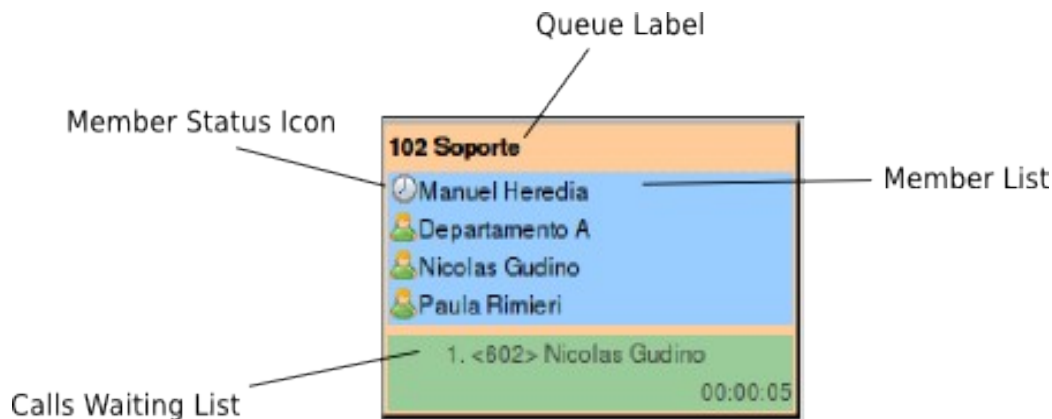 Queue Label
Member Status Icon
102 Soporte
Manuel Heredia
Member List
Departamento A
Nicolas Gudino
Paula Rimieri
1. <602> Nicolas Gudino
00:00:05
Calls Waiting List